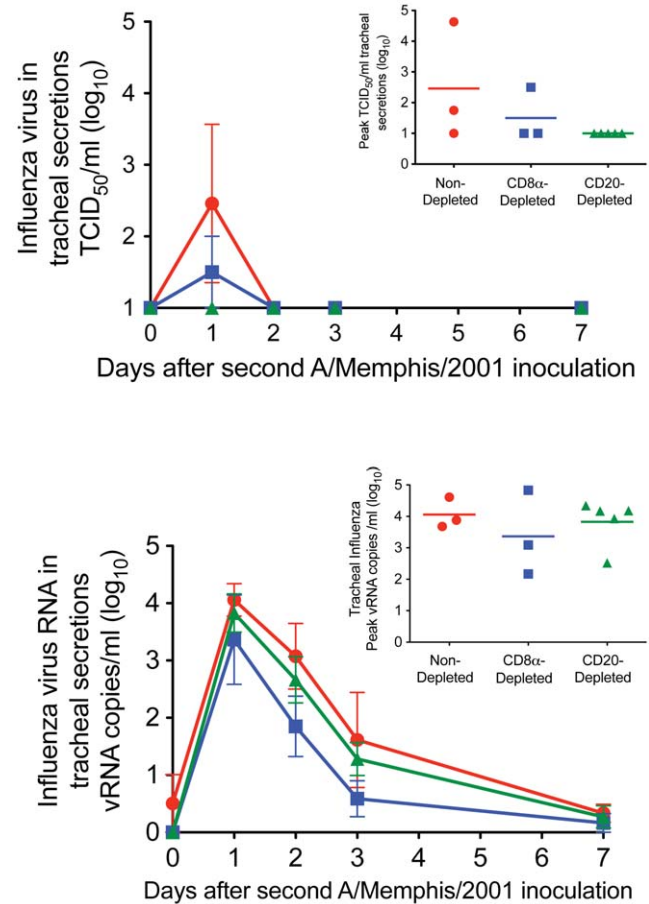 Influenza virus in
tracheal secretions
TCID50/ml (log10)
5
4
3
2
1
0 1 2 3 4 5 6 7
Days after second A/Memphis/2001 inoculation
Peak TCID50/ml tracheal
secretions (log10)
5
4
3
2
1
0
Non-
Depleted
CD8α-
Depleted
CD20-
Depleted
Influenza virus RNA in
tracheal secretions
vRNA copies/ml (log10)
5
4
3
2
1
0
0 1 2 3 4 5 6 7
Days after second A/Memphis/2001 inoculation
Tracheal Influenza
Peak vRNA copies /ml (log10)
5
4
3
2
1
0
Non-
Depleted
CD8α-
Depleted
CD20-
Depleted